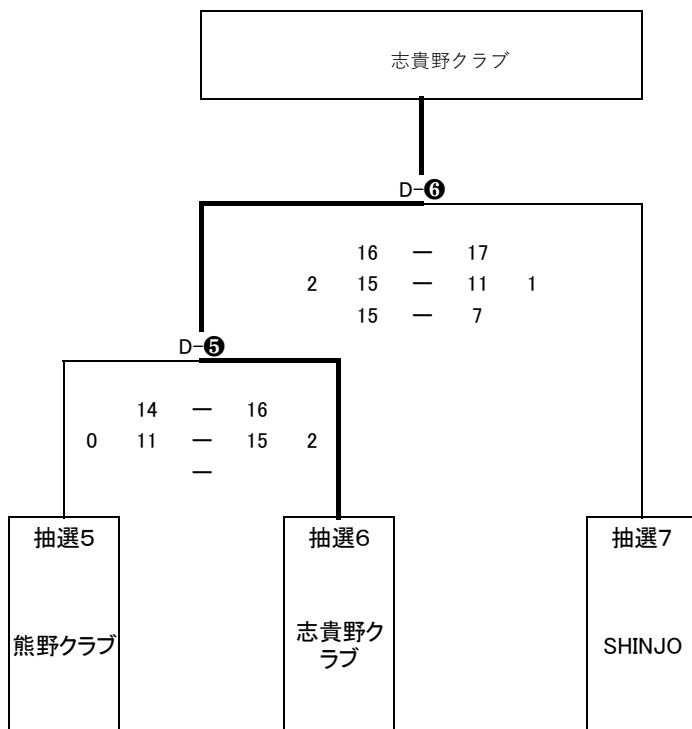 志貴野クラブ
D-❻
16 ― 17
2 15 ― 11 1
15 ― 7
D-❺
14 ― 16
0 11 ― 15 2
―
抽選5
熊野クラブ
抽選6
志貴野ク
ラブ
抽選7
SHINJO